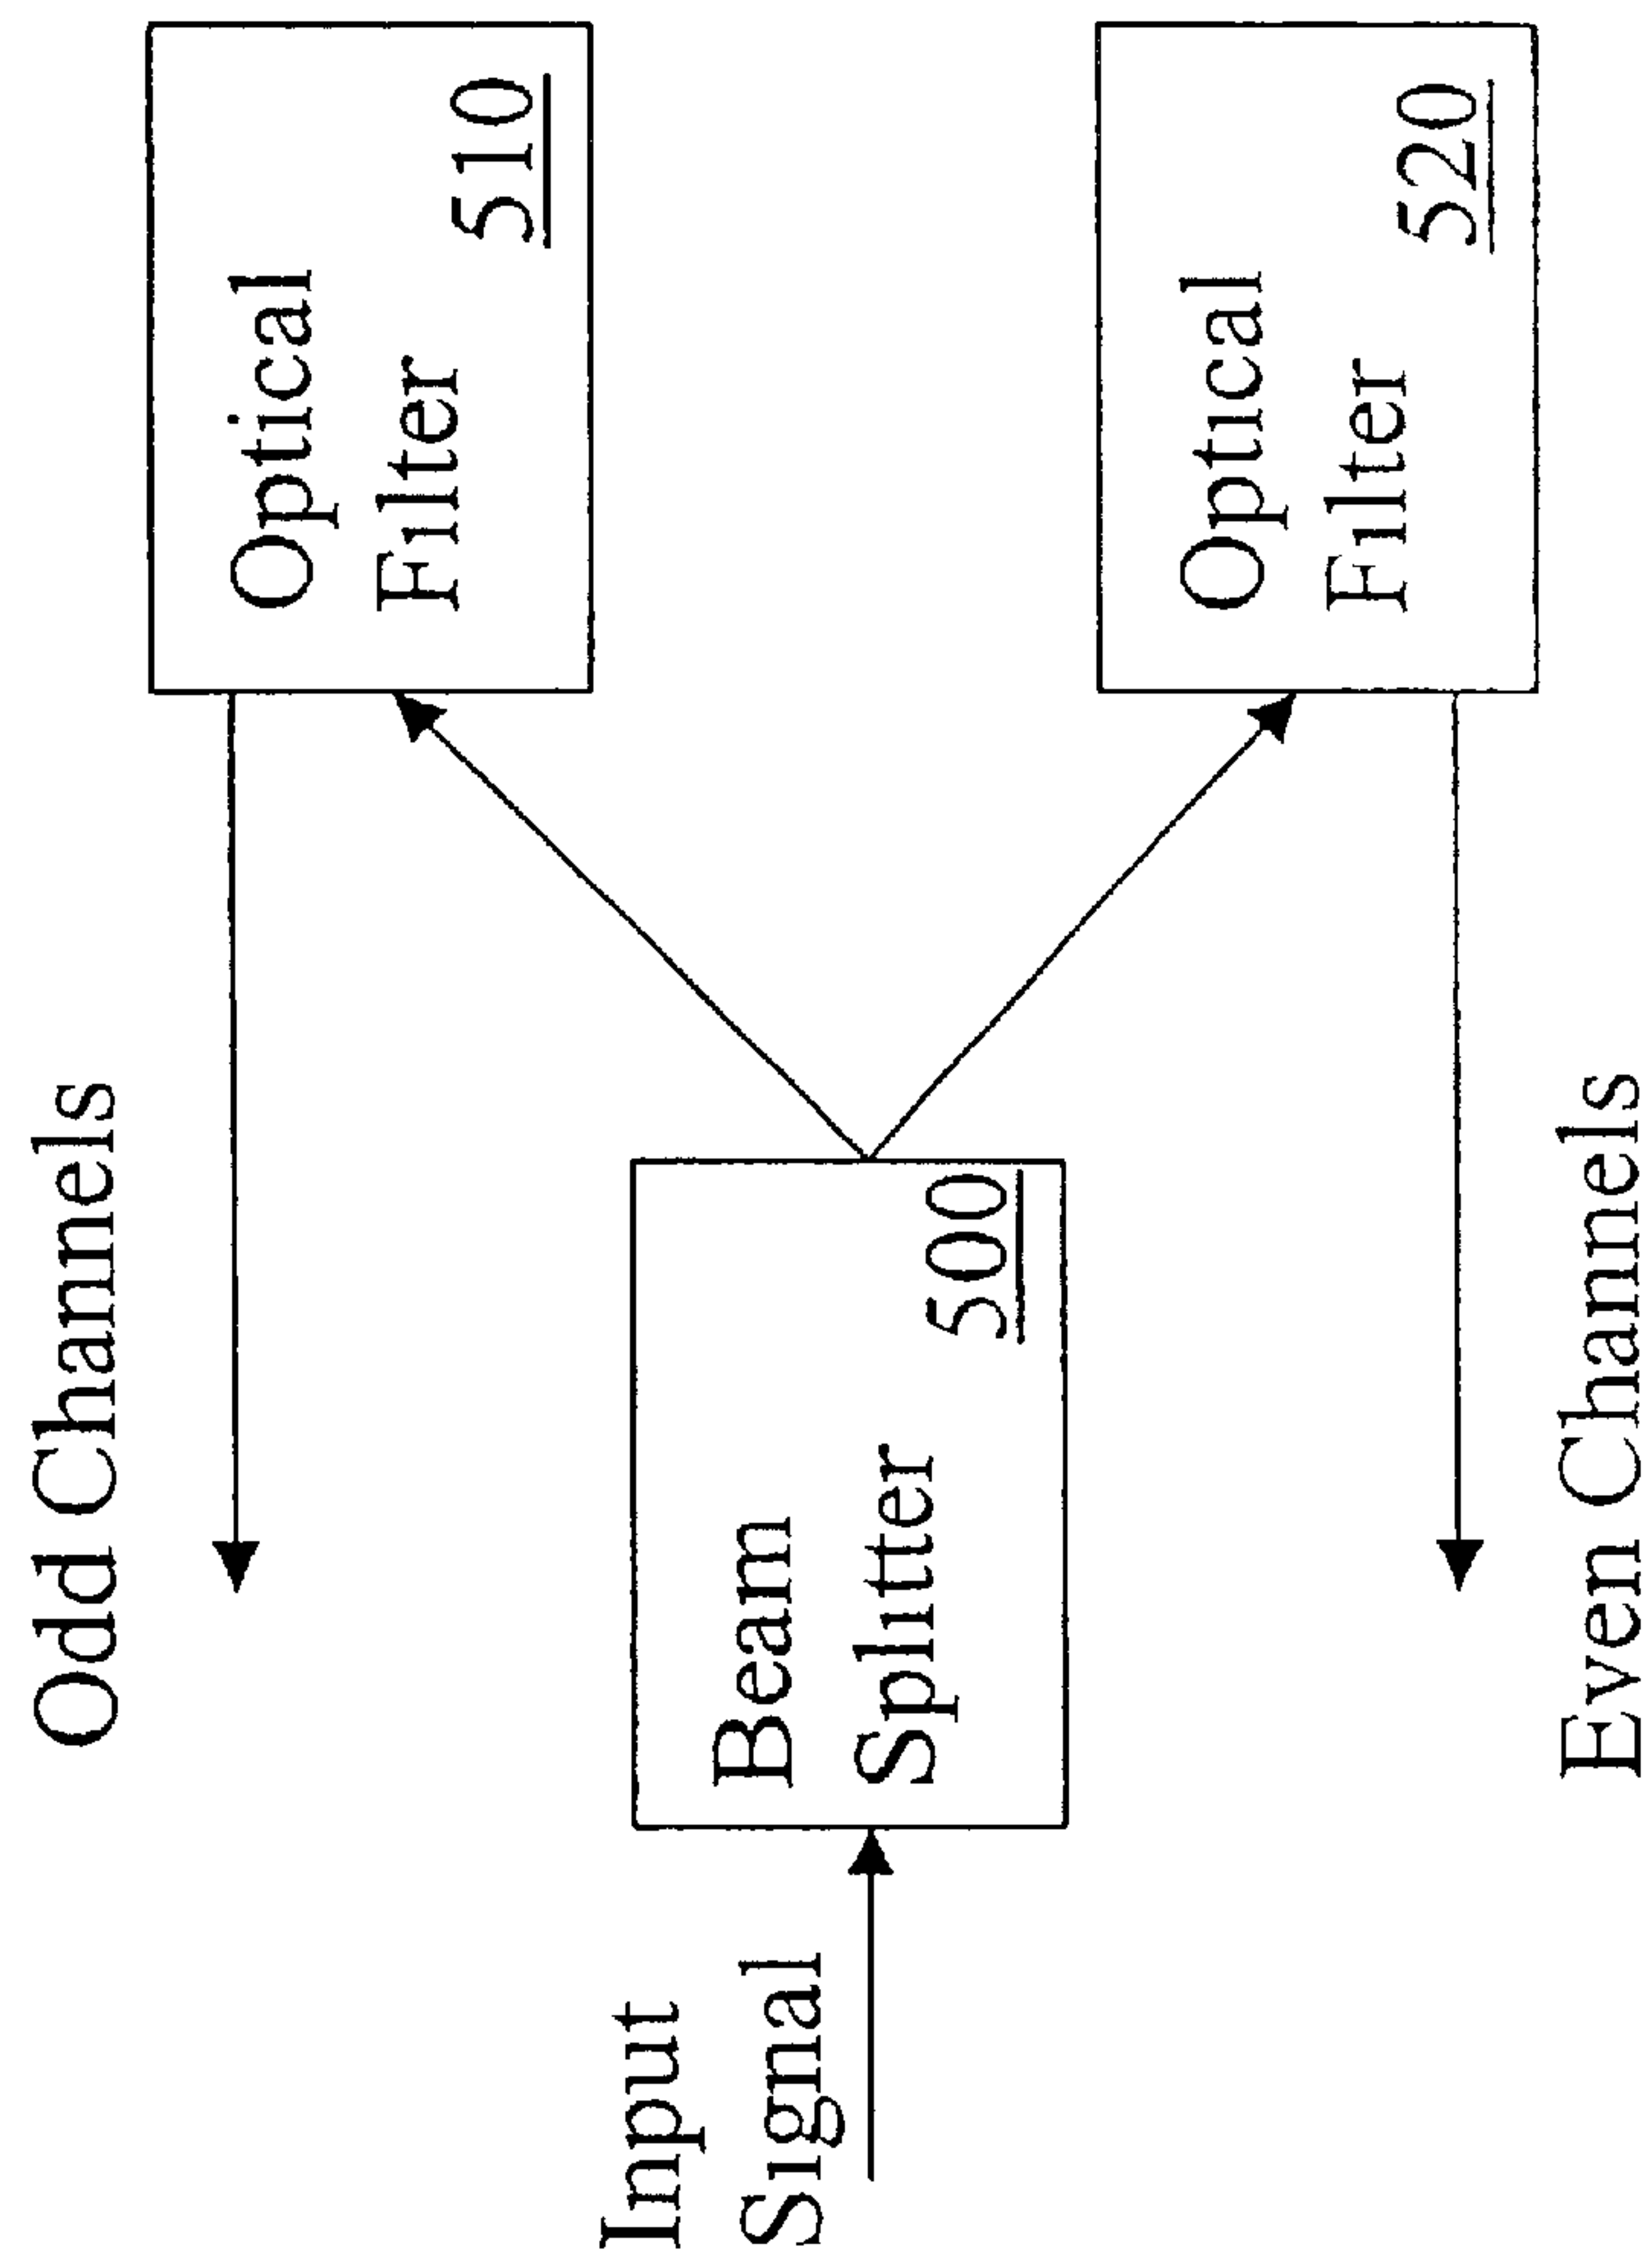 Odd Channels
Optical
Filter
510
Input
Signal
Beam
Splitter
500
Optical
Filter
520
Even Channels